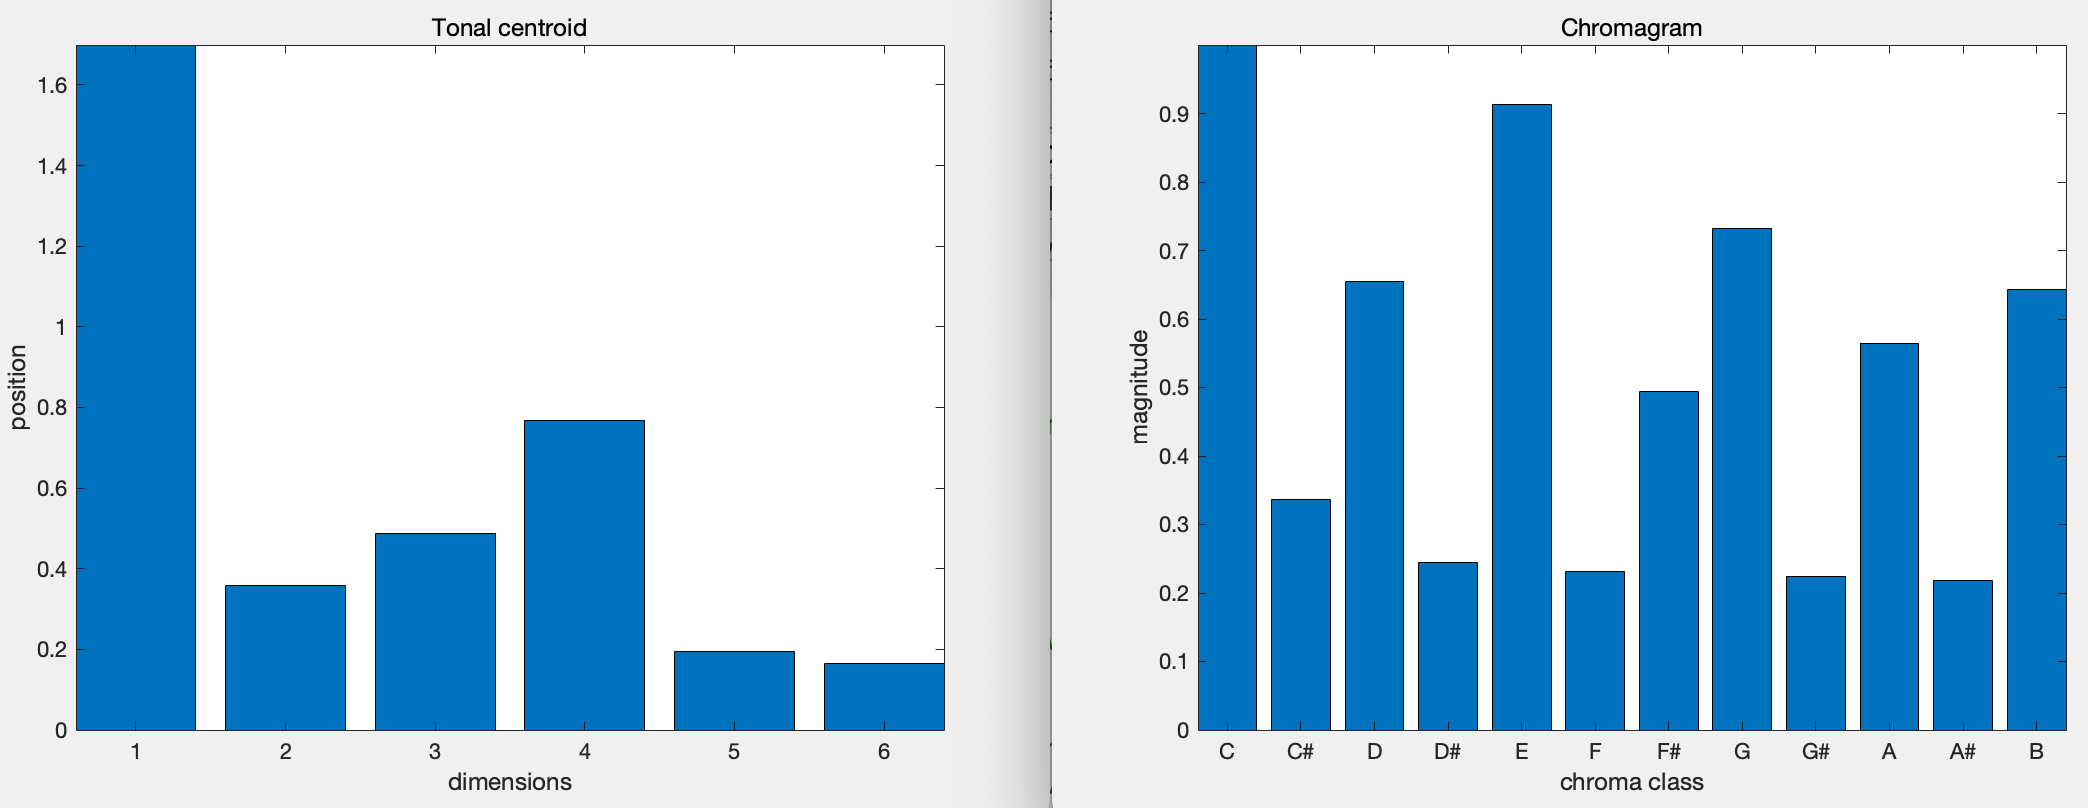 Tonal centroid
1.6
1.4
1.2
1
0.8
0.6
0.4
0.2
0
position
1 2 3 4 5 6
dimensions
Chromagram
0.9
0.8
0.7
0.6
0.5
0.4
0.3
0.2
0.1
0
magnitude
C C# D D# E F F# G G# A A# B
chroma class